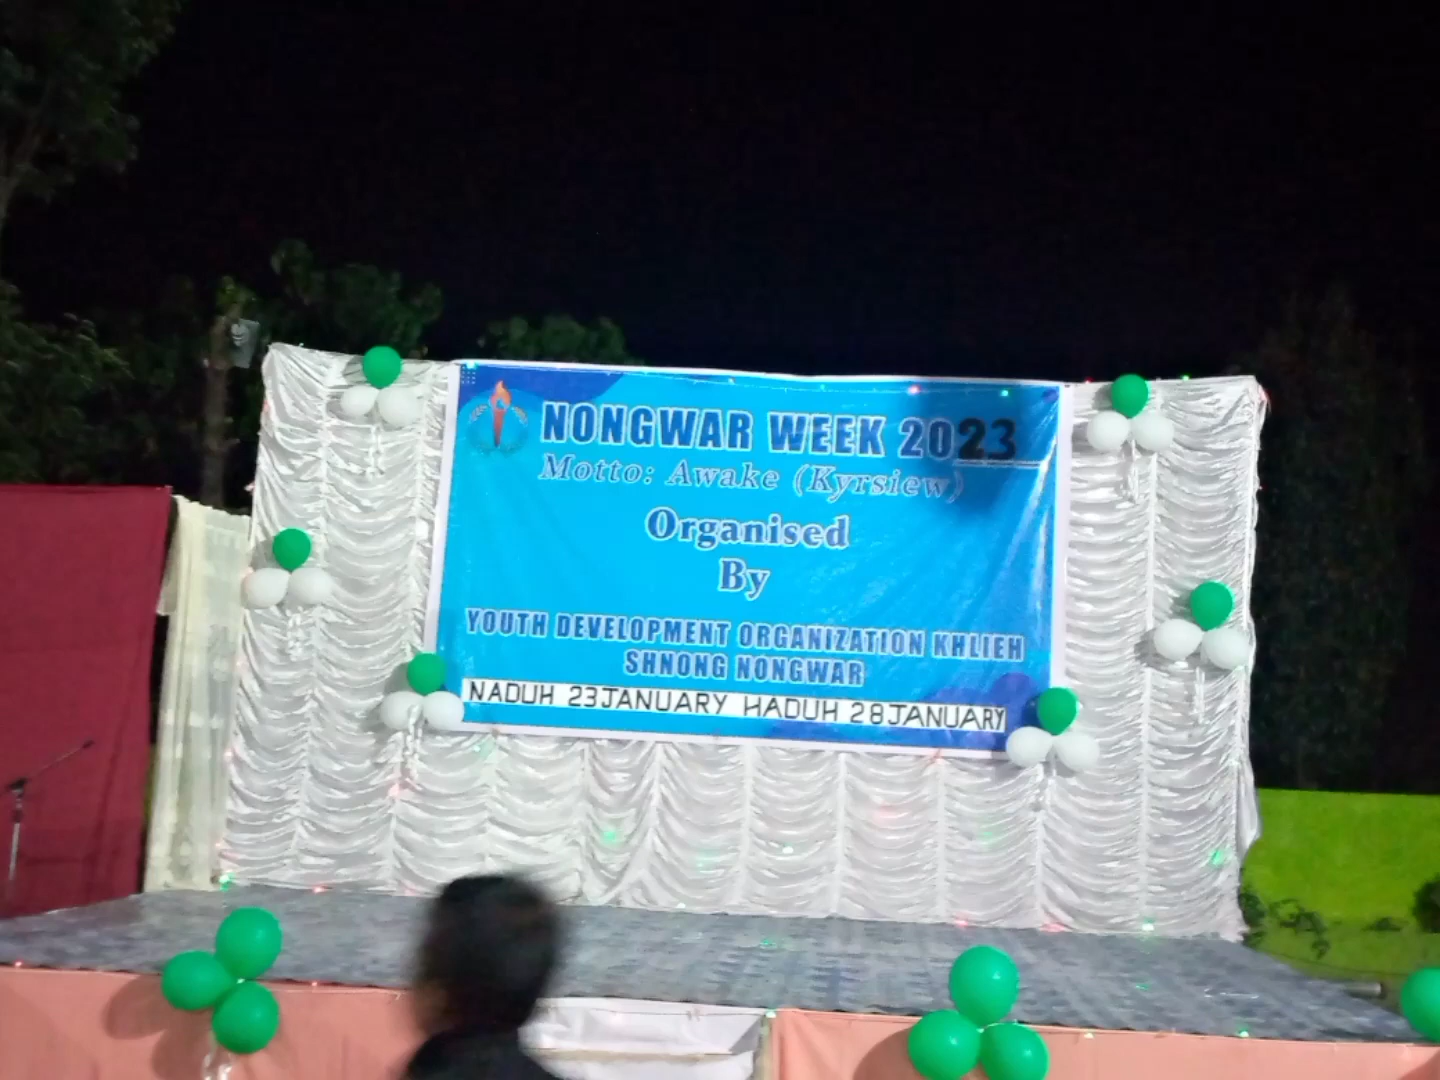 NONGWAR WEEK 2023
Motto: Awake (Kyrsiew)
Organised
By
YOUTH DEVELOPMENT ORGANIZATION KHLIEH
SHNONG NONGWAR
NADUH 23JANUARY HADUH 28JANUARY